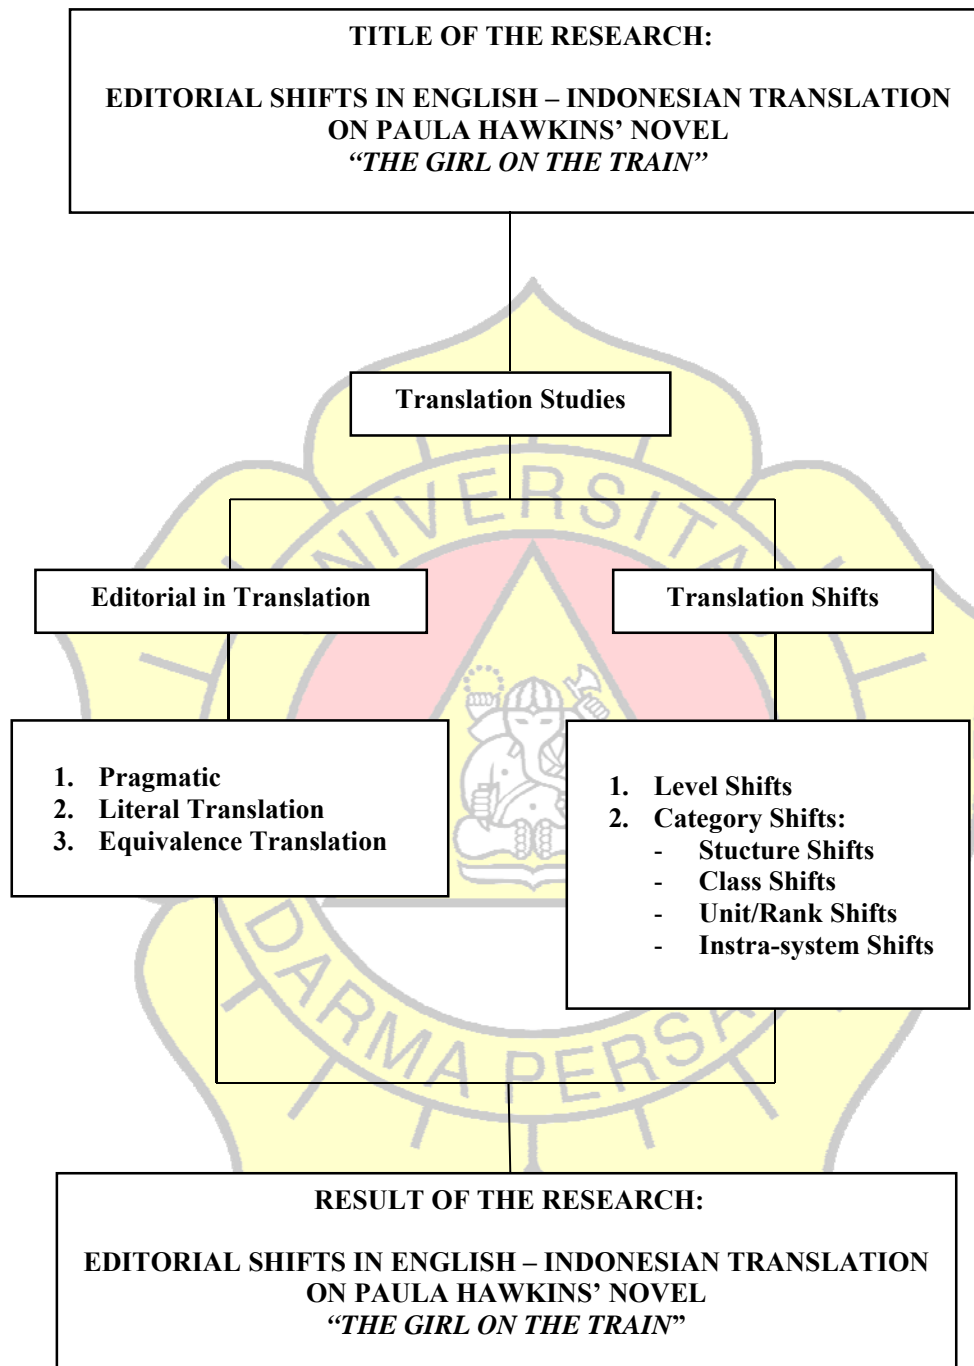 TITLE OF THE RESEARCH:
EDITORIAL SHIFTS IN ENGLISH – INDONESIAN TRANSLATION
ON PAULA HAWKINS’ NOVEL
“THE GIRL ON THE TRAIN”
Translation Studies
Editorial in Translation
Translation Shifts
1. Pragmatic
2. Literal Translation
3. Equivalence Translation
1. Level Shifts
2. Category Shifts:
- Stucture Shifts
- Class Shifts
- Unit/Rank Shifts
- Instra-system Shifts
RESULT OF THE RESEARCH:
EDITORIAL SHIFTS IN ENGLISH – INDONESIAN TRANSLATION
ON PAULA HAWKINS’ NOVEL
“THE GIRL ON THE TRAIN”
DARMA PERSA